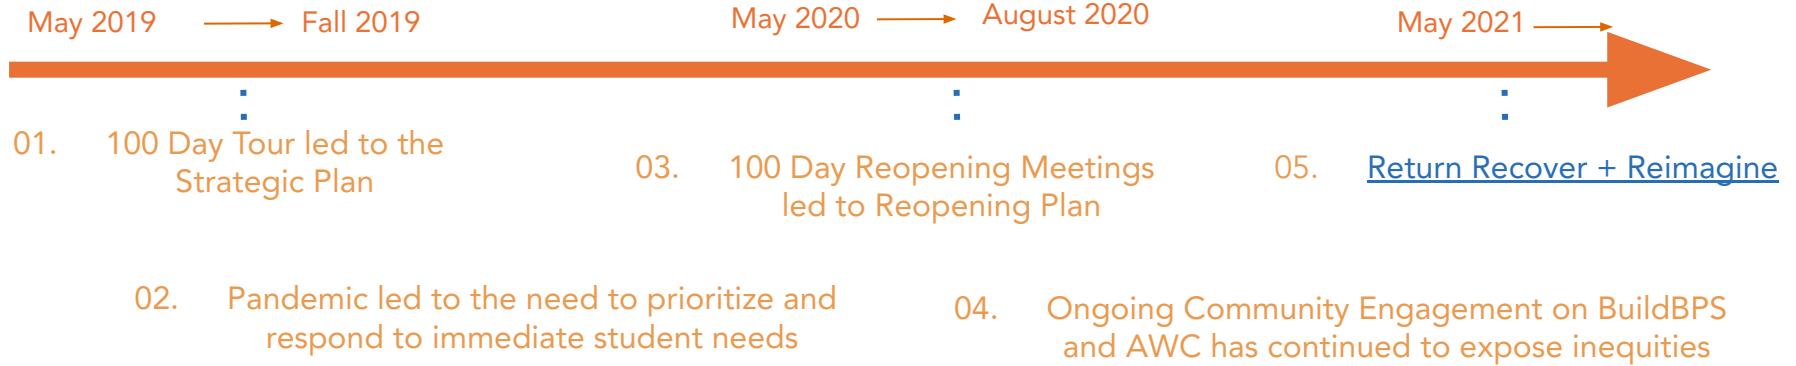 May 2019
Fall 2019
May 2020
August 2020
May 2021
01. 100 Day Tour led to the
Strategic Plan
03. 100 Day Reopening Meetings
led to Reopening Plan
05. Return Recover + Reimagine
02. Pandemic led to the need to prioritize and
respond to immediate student needs
04. Ongoing Community Engagement on BuildBPS
and AWC has continued to expose inequities